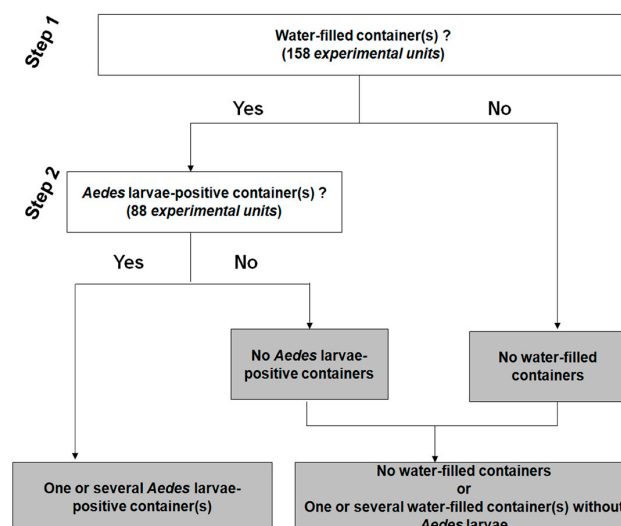 Step 1
Water-filled container(s) ?
(158 experimental units)
Yes
No
Step 2
Aedes larvae-positive container(s) ?
(88 experimental units)
Yes
No
No Aedes larvae-
positive containers
No water-filled
containers
One or several Aedes larvae-
positive container(s)
No water-filled containers
or
One or several water-filled container(s) without
Aedes larvae